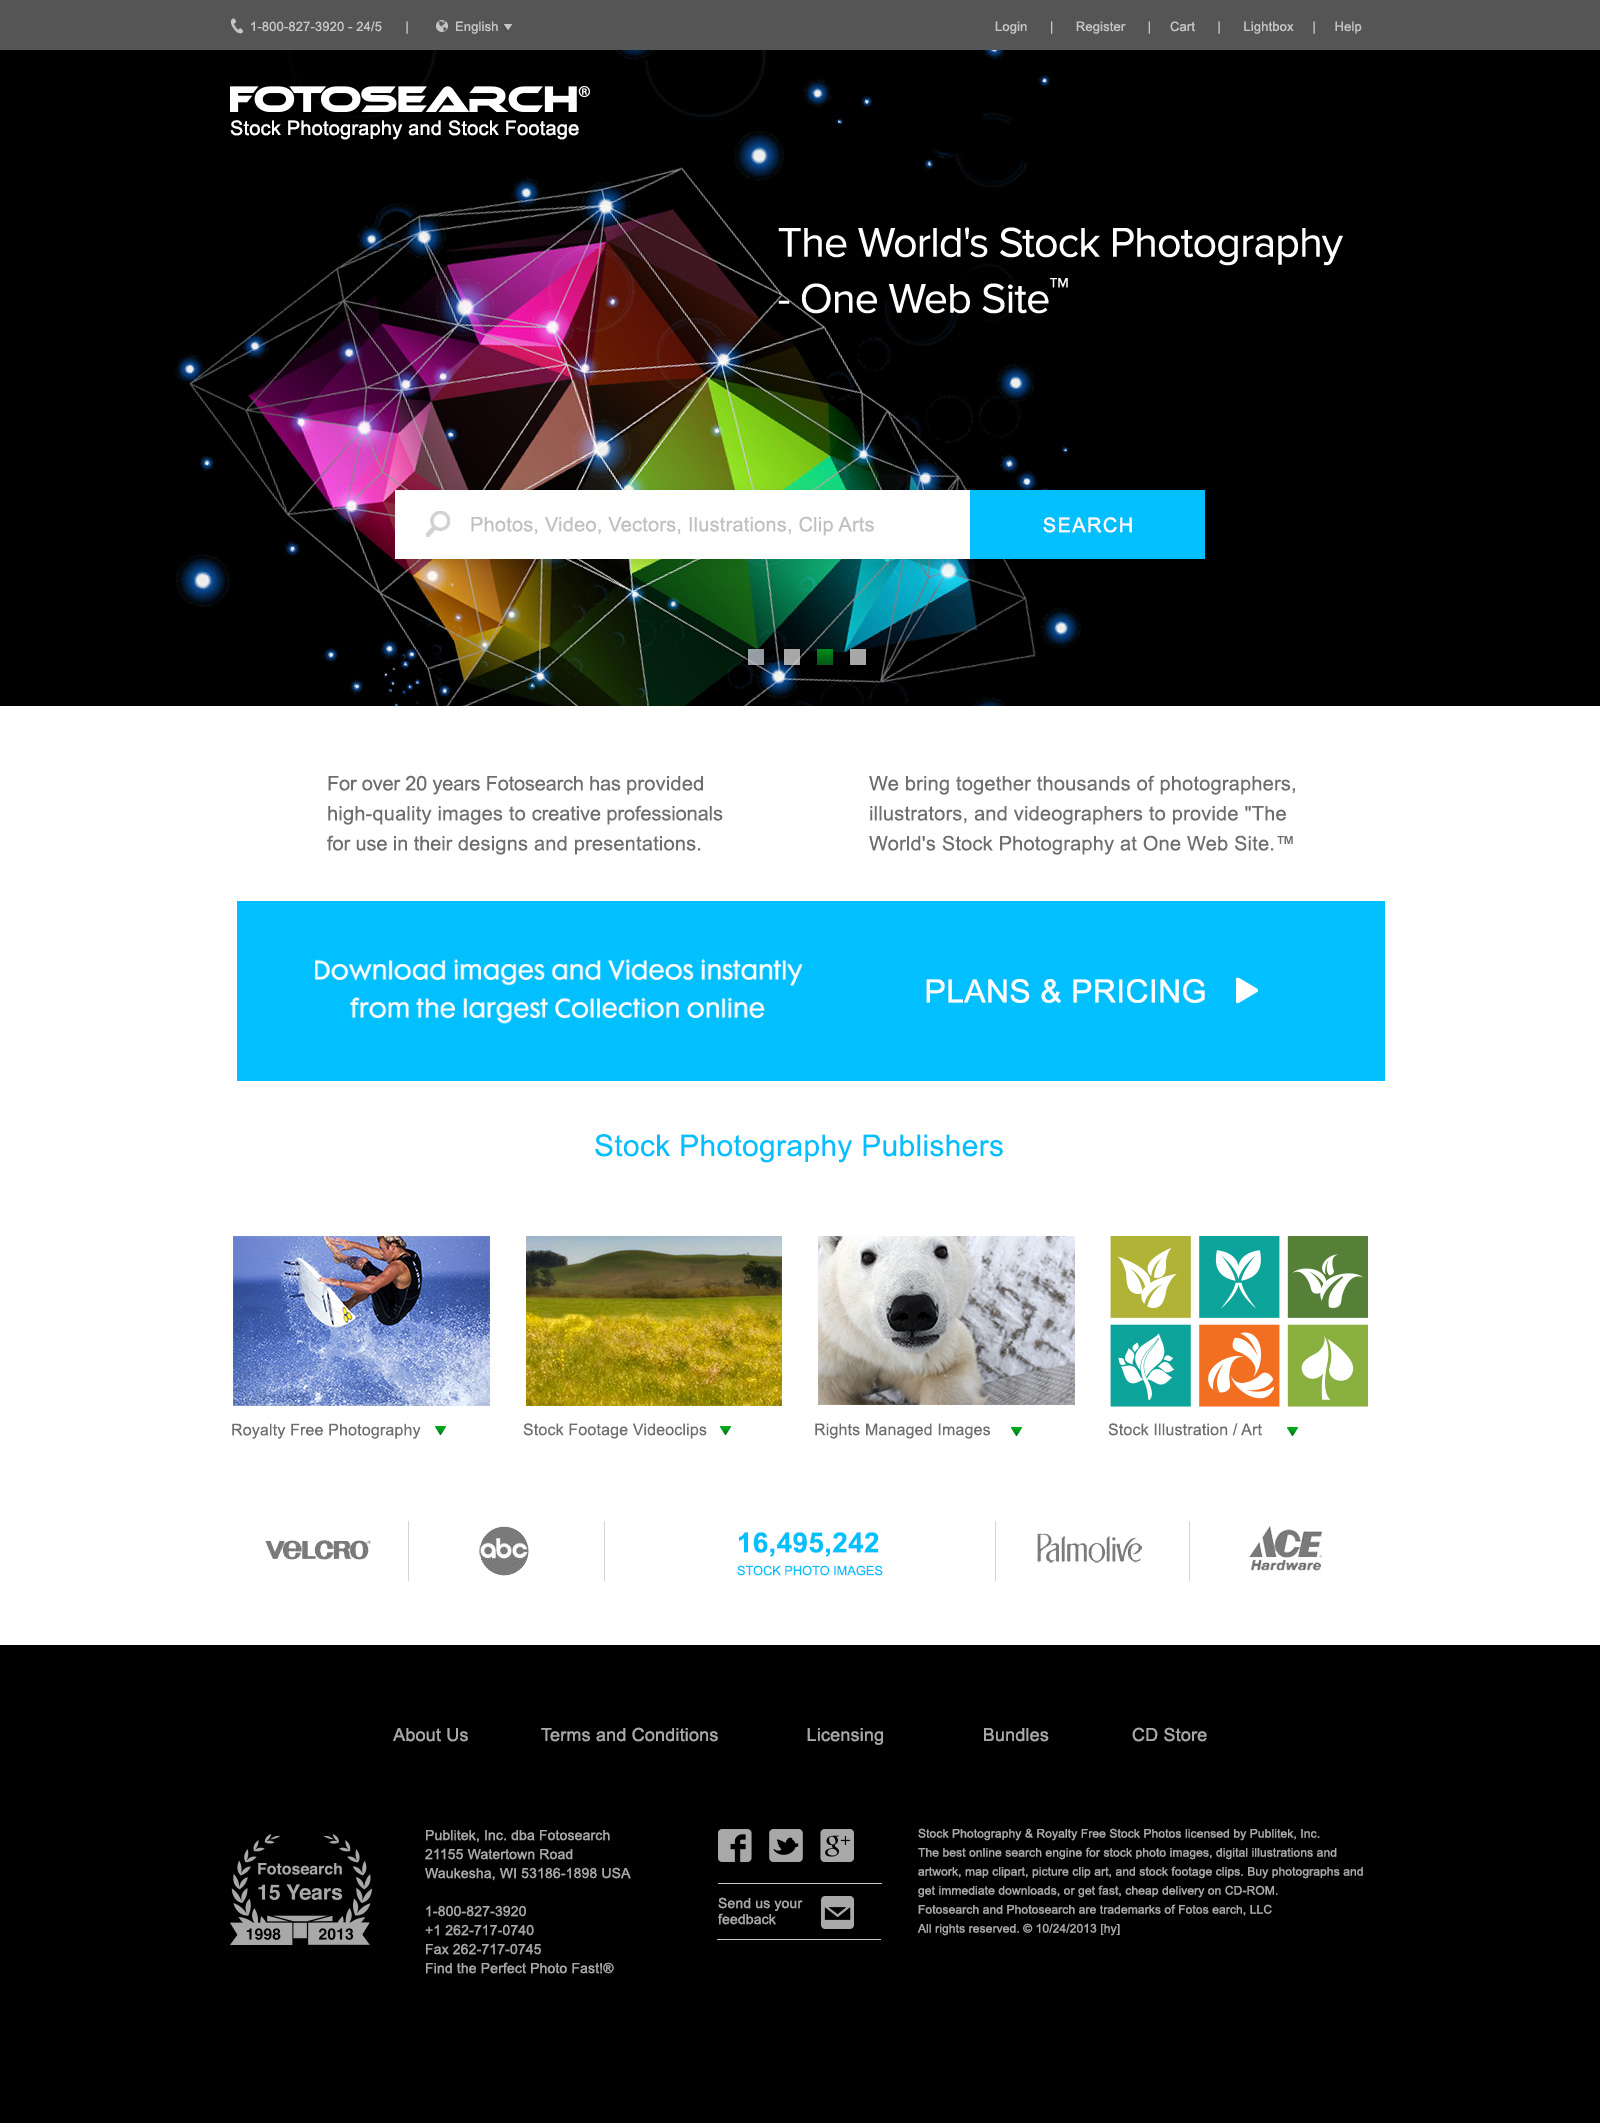 1-800-827-3920 - 24/5 | English
Login | Register | Cart | Lightbox | Help
FOTOSEARCH®
Stock Photography and Stock Footage
The World's Stock Photography
- One Web Site™
Photos, Video, Vectors, Ilustrations, Clip Arts
SEARCH
For over 20 years Fotosearch has provided
high-quality images to creative professionals
for use in their designs and presentations.
We bring together thousands of photographers,
illustrators, and videographers to provide "The
World's Stock Photography at One Web Site.™
Download images and Videos instantly
from the largest Collection online
PLANS & PRICING
Stock Photography Publishers
Royalty Free Photography
Stock Footage Videoclips
Rights Managed Images
Stock Illustration / Art
VELCRO
abc
16,495,242
STOCK PHOTO IMAGES
Palmolive
ACE
Hardware
About Us
Terms and Conditions
Licensing
Bundles
CD Store
Fotosearch
15 Years
1998 2013
Publitek, Inc. dba Fotosearch
21155 Watertown Road
Waukesha, WI 53186-1898 USA
1-800-827-3920
+1 262-717-0740
Fax 262-717-0745
Find the Perfect Photo Fast!®
g+
Send us your
feedback
Stock Photography & Royalty Free Stock Photos licensed by Publitek, Inc.
The best online search engine for stock photo images, digital illustrations and
artwork, map clipart, picture clip art, and stock footage clips. Buy photographs and
get immediate downloads, or get fast, cheap delivery on CD-ROM.
Fotosearch and Photosearch are trademarks of Fotos earch, LLC
All rights reserved. © 10/24/2013 [hy]